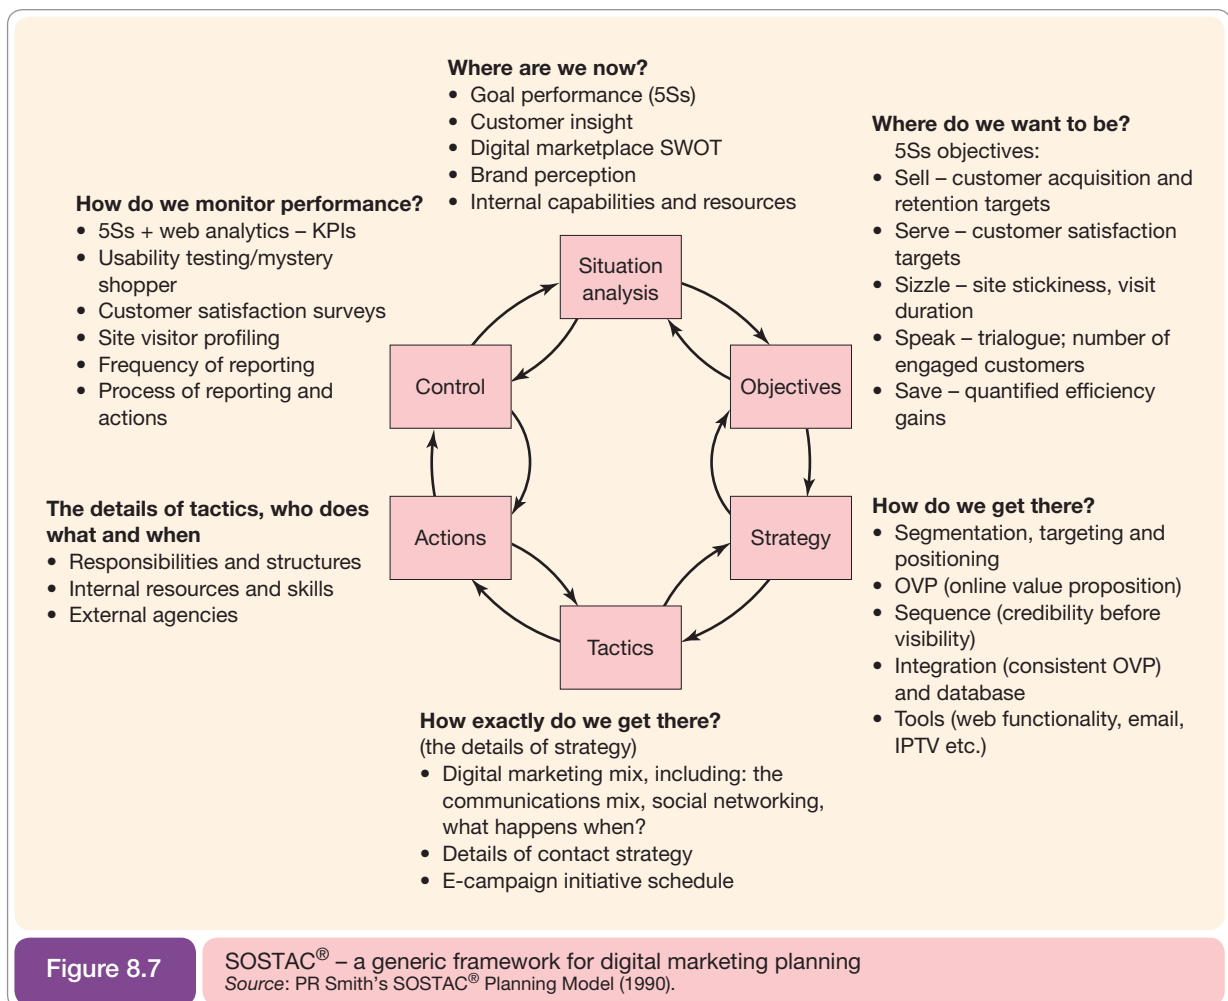 Where are we now?
• Goal performance (5Ss)
• Customer insight
• Digital marketplace SWOT
• Brand perception
• Internal capabilities and resources
Where do we want to be?
5Ss objectives:
• Sell – customer acquisition and
retention targets
• Serve – customer satisfaction
targets
• Sizzle – site stickiness, visit
duration
• Speak – trialogue; number of
engaged customers
• Save – quantified efficiency
gains
How do we monitor performance?
• 5Ss + web analytics – KPIs
• Usability testing/mystery
shopper
• Customer satisfaction surveys
• Site visitor profiling
• Frequency of reporting
• Process of reporting and
actions
Situation
analysis
Control
Objectives
The details of tactics, who does
what and when
• Responsibilities and structures
• Internal resources and skills
• External agencies
Actions
Strategy
How do we get there?
• Segmentation, targeting and
positioning
• OVP (online value proposition)
• Sequence (credibility before
visibility)
• Integration (consistent OVP)
and database
• Tools (web functionality, email,
IPTV etc.)
Tactics
How exactly do we get there?
(the details of strategy)
• Digital marketing mix, including: the
communications mix, social networking,
what happens when?
• Details of contact strategy
• E-campaign initiative schedule
Figure 8.7
SOSTAC® – a generic framework for digital marketing planning
Source: PR Smith’s SOSTAC® Planning Model (1990).